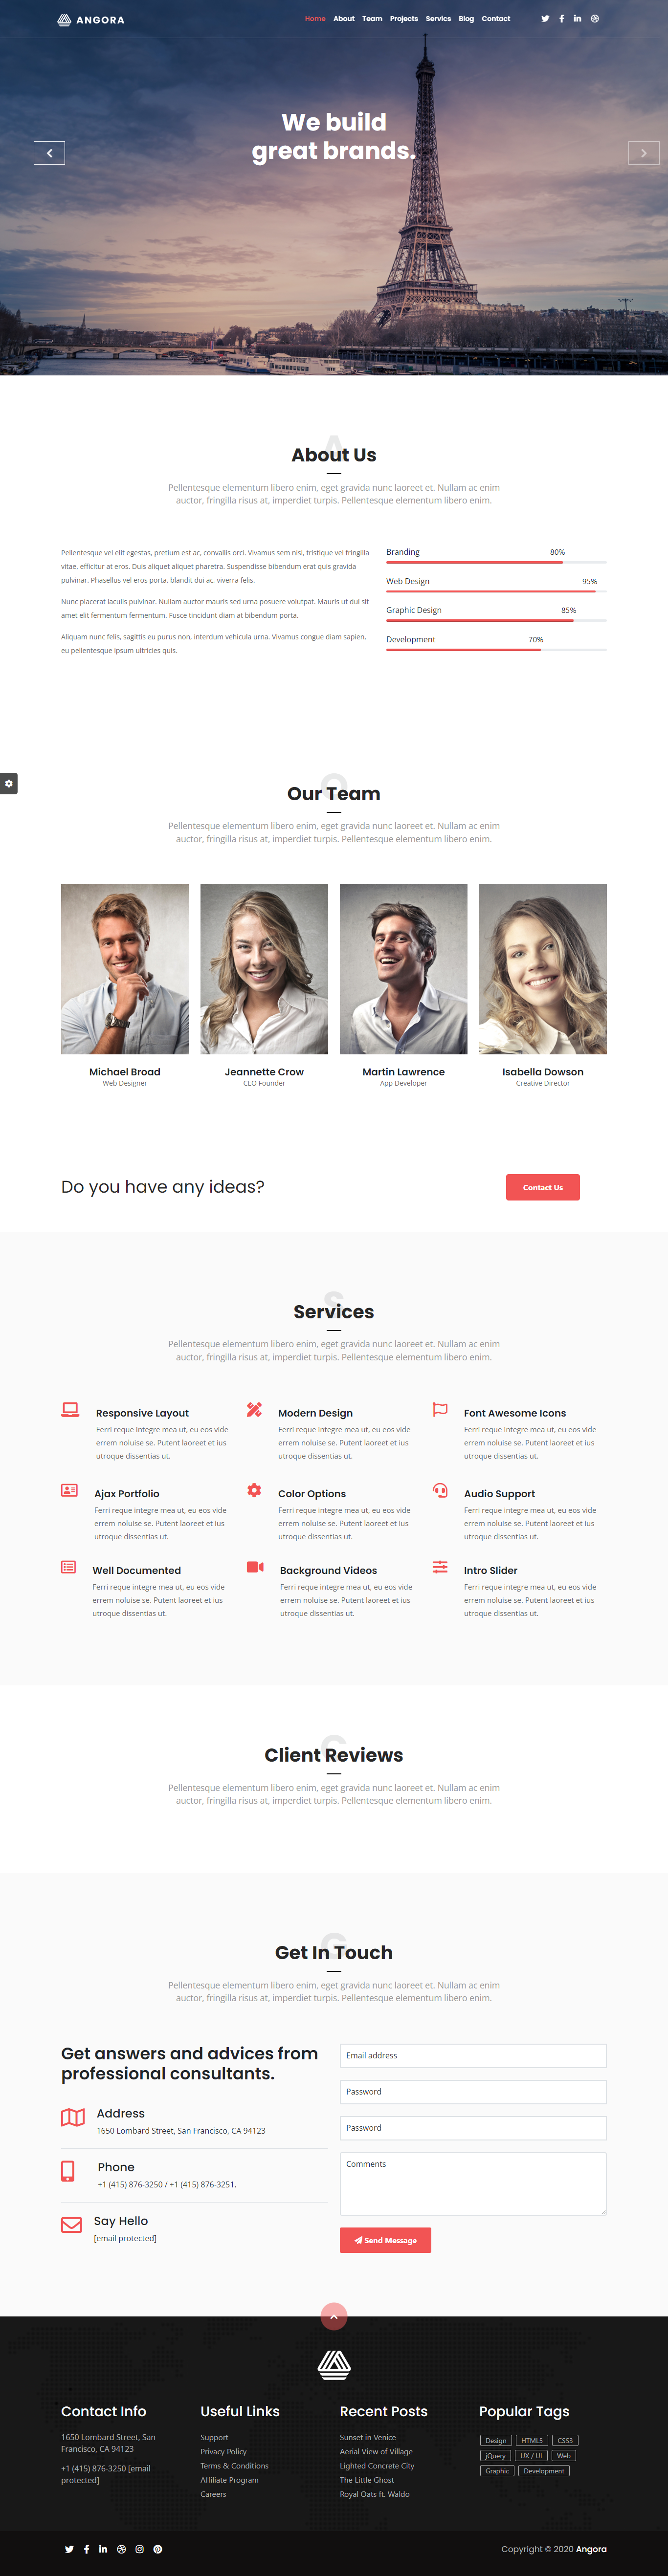 ANGORA
Home About Team Projects Servics Blog Contact
We build
great brands.
A
About Us
Pellentesque elementum libero enim, eget gravida nunc laoreet et. Nullam ac enim
auctor, fringilla risus at, imperdiet turpis. Pellentesque elementum libero enim.
Pellentesque vel elit egestas, pretium est ac, convallis orci. Vivamus sem nisl, tristique vel fringilla
vitae, efficitur at eros. Duis aliquet aliquet pharetra. Suspendisse bibendum erat quis gravida
pulvinar. Phasellus vel eros porta, blandit dui ac, viverra felis.
Nunc placerat iaculis pulvinar. Nullam auctor mauris sed urna posuere volutpat. Mauris ut dui sit
amet elit fermentum fermentum. Fusce tincidunt diam at bibendum porta.
Aliquam nunc felis, sagittis eu purus non, interdum vehicula urna. Vivamus congue diam sapien,
eu pellentesque ipsum ultricies quis.
Branding 80%
Web Design 95%
Graphic Design 85%
Development 70%
O
Our Team
Pellentesque elementum libero enim, eget gravida nunc laoreet et. Nullam ac enim
auctor, fringilla risus at, imperdiet turpis. Pellentesque elementum libero enim.
Michael Broad
Web Designer
Jeannette Crow
CEO Founder
Martin Lawrence
App Developer
Isabella Dowson
Creative Director
Do you have any ideas?
Contact Us
S
Services
Pellentesque elementum libero enim, eget gravida nunc laoreet et. Nullam ac enim
auctor, fringilla risus at, imperdiet turpis. Pellentesque elementum libero enim.
Responsive Layout
Ferri reque integre mea ut, eu eos vide
errem noluise se. Putent laoreet et ius
utroque dissentias ut.
Modern Design
Ferri reque integre mea ut, eu eos vide
errem noluise se. Putent laoreet et ius
utroque dissentias ut.
Font Awesome Icons
Ferri reque integre mea ut, eu eos vide
errem noluise se. Putent laoreet et ius
utroque dissentias ut.
Ajax Portfolio
Ferri reque integre mea ut, eu eos vide
errem noluise se. Putent laoreet et ius
utroque dissentias ut.
Color Options
Ferri reque integre mea ut, eu eos vide
errem noluise se. Putent laoreet et ius
utroque dissentias ut.
Audio Support
Ferri reque integre mea ut, eu eos vide
errem noluise se. Putent laoreet et ius
utroque dissentias ut.
Well Documented
Ferri reque integre mea ut, eu eos vide
errem noluise se. Putent laoreet et ius
utroque dissentias ut.
Background Videos
Ferri reque integre mea ut, eu eos vide
errem noluise se. Putent laoreet et ius
utroque dissentias ut.
Intro Slider
Ferri reque integre mea ut, eu eos vide
errem noluise se. Putent laoreet et ius
utroque dissentias ut.
C
Client Reviews
Pellentesque elementum libero enim, eget gravida nunc laoreet et. Nullam ac enim
auctor, fringilla risus at, imperdiet turpis. Pellentesque elementum libero enim.
G
Get In Touch
Pellentesque elementum libero enim, eget gravida nunc laoreet et. Nullam ac enim
auctor, fringilla risus at, imperdiet turpis. Pellentesque elementum libero enim.
Get answers and advices from
professional consultants.
Address
1650 Lombard Street, San Francisco, CA 94123
Phone
+1 (415) 876-3250 / +1 (415) 876-3251.
Say Hello
[email protected]
Email address
Password
Password
Comments
Send Message
Contact Info
1650 Lombard Street, San
Francisco, CA 94123
+1 (415) 876-3250 [email
protected]
Useful Links
Support
Privacy Policy
Terms & Conditions
Affiliate Program
Careers
Recent Posts
Sunset in Venice
Aerial View of Village
Lighted Concrete City
The Little Ghost
Royal Oats ft. Waldo
Popular Tags
Design HTML5 CSS3
jQuery UX / UI Web
Graphic Development
Copyright © 2020 Angora